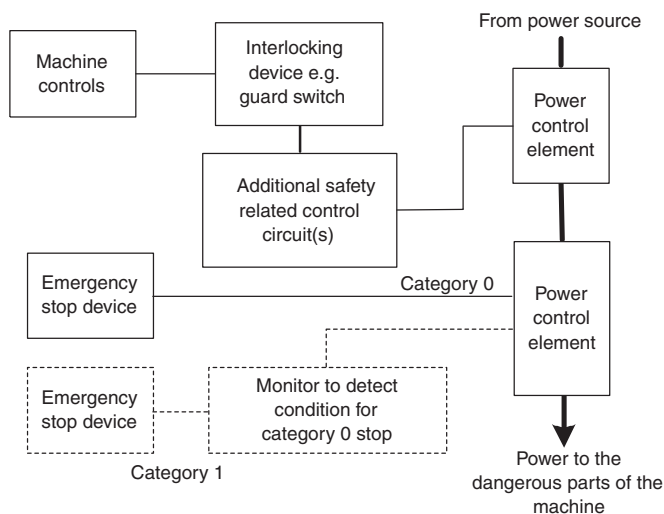 From power source
Machine
controls
Interlocking
device e.g.
guard switch
Power
control
element
Additional safety
related control
circuit(s)
Emergency
stop device
Category 0
Power
control
element
Emergency
stop device
Monitor to detect
condition for
category 0 stop
Category 1
Power to the
dangerous parts of the
machine